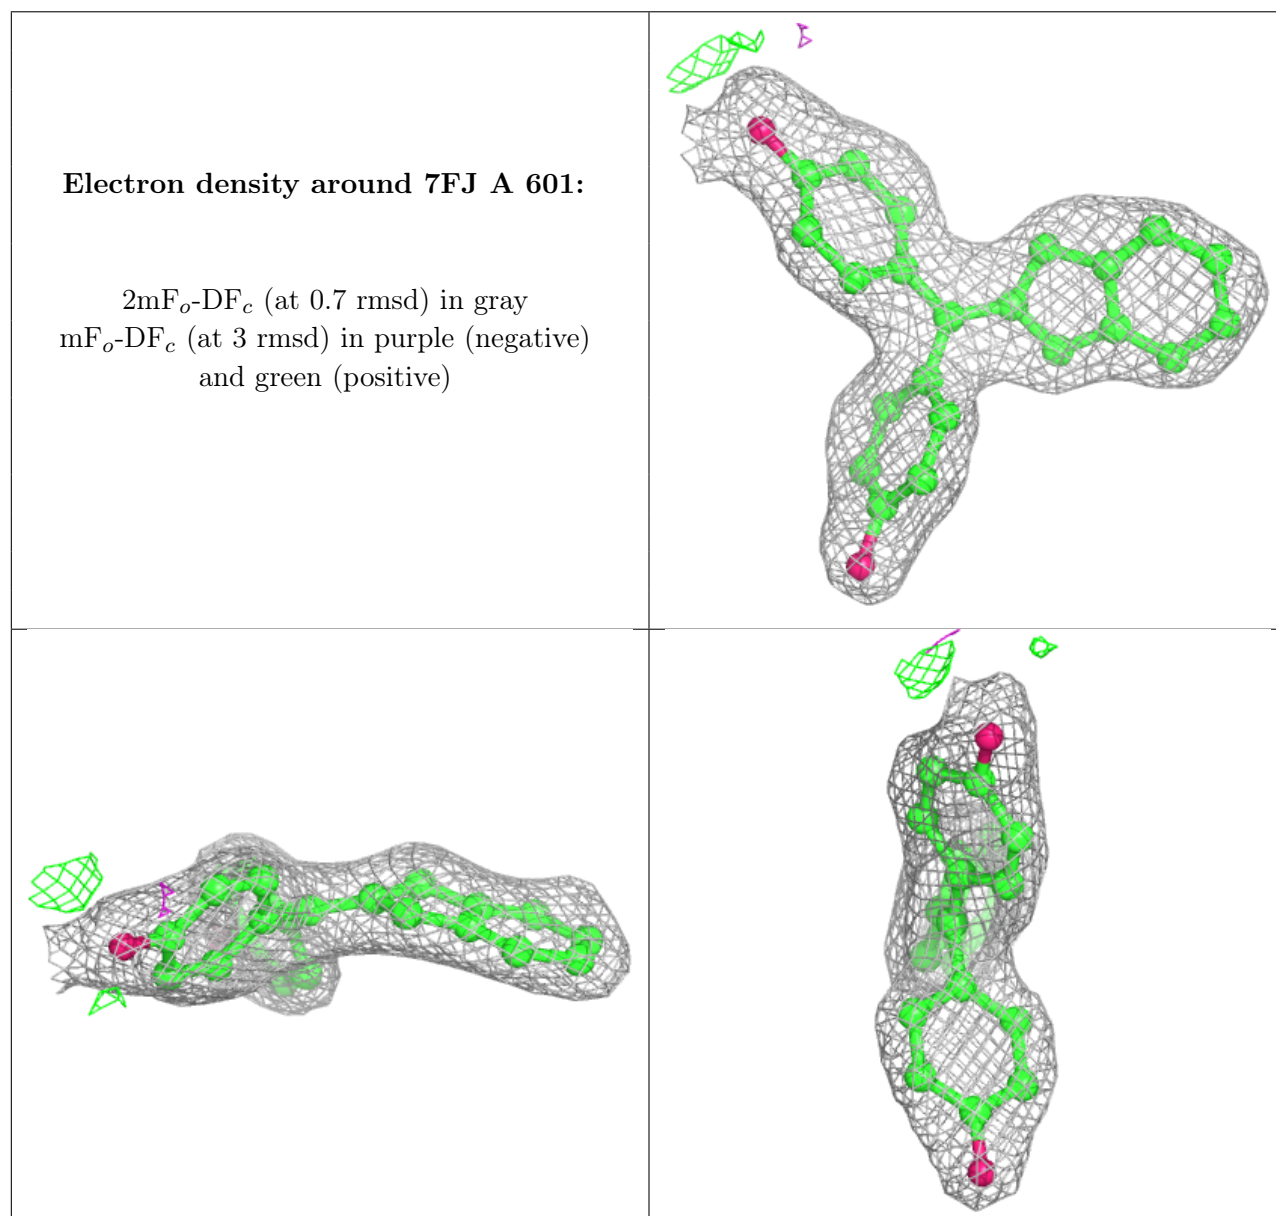 Electron density around 7FJ A 601:
2mFo-DFc (at 0.7 rmsd) in gray
mFo-DFc (at 3 rmsd) in purple (negative)
and green (positive)